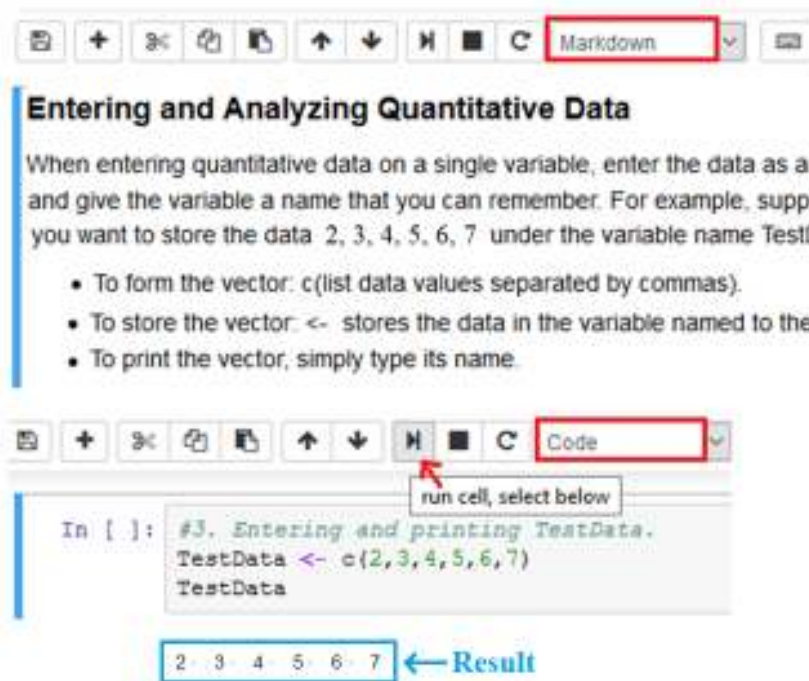 Markdown
Entering and Analyzing Quantitative Data
When entering quantitative data on a single variable, enter the data as a
and give the variable a name that you can remember. For example, supp
you want to store the data 2, 3, 4, 5, 6, 7 under the variable name Test
• To form the vector: c(list data values separated by commas).
• To store the vector: <- stores the data in the variable named to the
• To print the vector, simply type its name.
Code
run cell, select below
In [ ]: #3. Entering and printing TestData.
TestData <- c(2,3,4,5,6,7)
TestData
2 · 3 · 4 · 5 · 6 · 7 Result